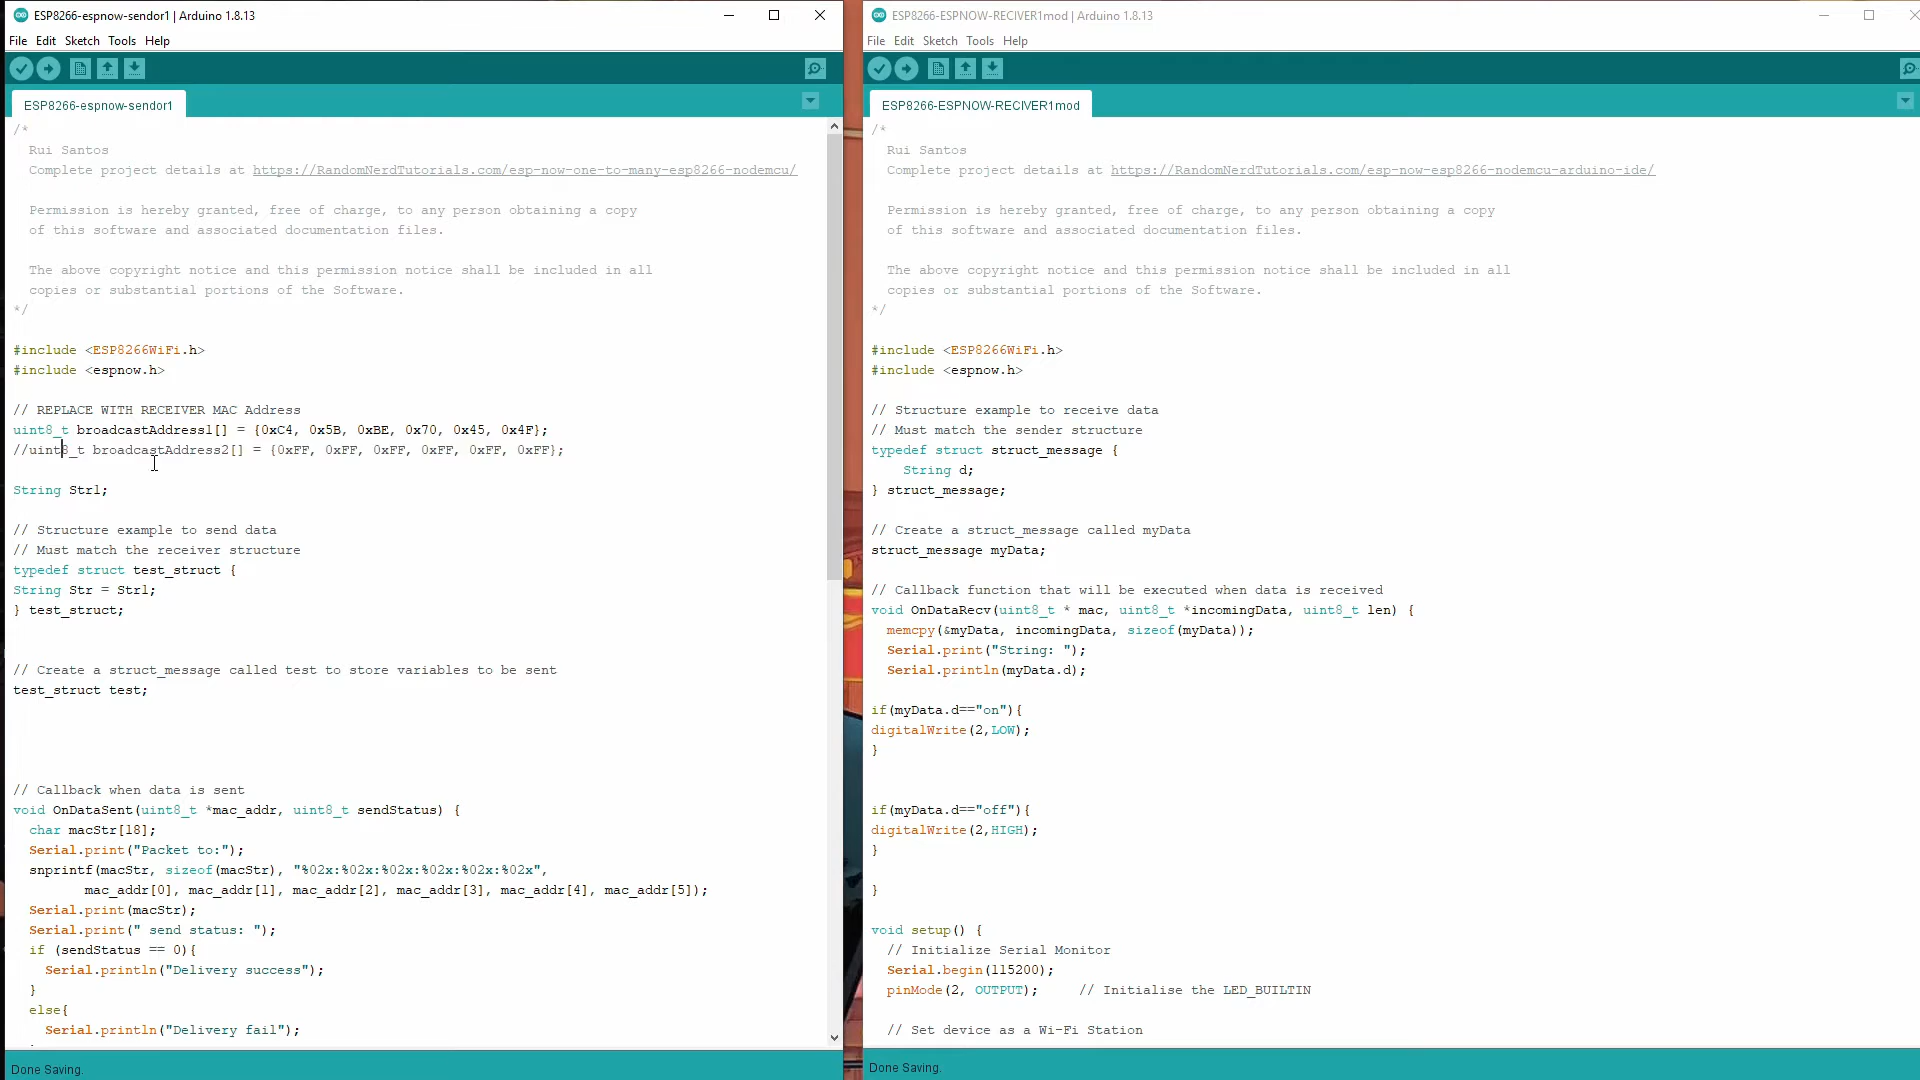 ESP8266-espnow-sendor1 | Arduino 1.8.13
File Edit Sketch Tools Help
ESP8266-espnow-sendor1
/*
Rui Santos
Complete project details at https://RandomNerdTutorials.com/esp-now-one-to-many-esp8266-nodemcu/
Permission is hereby granted, free of charge, to any person obtaining a copy
of this software and associated documentation files.
The above copyright notice and this permission notice shall be included in all
copies or substantial portions of the Software.
*/
#include <ESP8266WiFi.h>
#include <espnow.h>
// REPLACE WITH RECEIVER MAC Address
uint8_t broadcastAddress1[] = {0xC4, 0x5B, 0xBE, 0x70, 0x45, 0x4F};
//uint8_t broadcastAddress2[] = {0xFF, 0xFF, 0xFF, 0xFF, 0xFF, 0xFF};
String Str1;
// Structure example to send data
// Must match the receiver structure
typedef struct test_struct {
String Str = Str1;
} test_struct;
// Create a struct_message called test to store variables to be sent
test_struct test;
// Callback when data is sent
void OnDataSent(uint8_t *mac_addr, uint8_t sendStatus) {
char macStr[18];
Serial.print("Packet to:");
snprintf(macStr, sizeof(macStr), "%02x:%02x:%02x:%02x:%02x:%02x",
mac_addr[0], mac_addr[1], mac_addr[2], mac_addr[3], mac_addr[4], mac_addr[5]);
Serial.print(macStr);
Serial.print(" send status: ");
if (sendStatus == 0){
Serial.println("Delivery success");
}
else{
Serial.println("Delivery fail");
Done Saving.
ESP8266-ESPNOW-RECIVER1mod | Arduino 1.8.13
File Edit Sketch Tools Help
ESP8266-ESPNOW-RECIVER1mod
/*
Rui Santos
Complete project details at https://RandomNerdTutorials.com/esp-now-esp8266-nodemcu-arduino-ide/
Permission is hereby granted, free of charge, to any person obtaining a copy
of this software and associated documentation files.
The above copyright notice and this permission notice shall be included in all
copies or substantial portions of the Software.
*/
#include <ESP8266WiFi.h>
#include <espnow.h>
// Structure example to receive data
// Must match the sender structure
typedef struct struct_message {
String d;
} struct_message;
// Create a struct_message called myData
struct_message myData;
// Callback function that will be executed when data is received
void OnDataRecv(uint8_t * mac, uint8_t *incomingData, uint8_t len) {
memcpy(&myData, incomingData, sizeof(myData));
Serial.print("String: ");
Serial.println(myData.d);
if(myData.d=="on"){
digitalWrite(2,LOW);
}
if(myData.d=="off"){
digitalWrite(2,HIGH);
}
}
void setup() {
// Initialize Serial Monitor
Serial.begin(115200);
pinMode(2, OUTPUT); // Initialise the LED_BUILTIN
// Set device as a Wi-Fi Station
Done Saving.